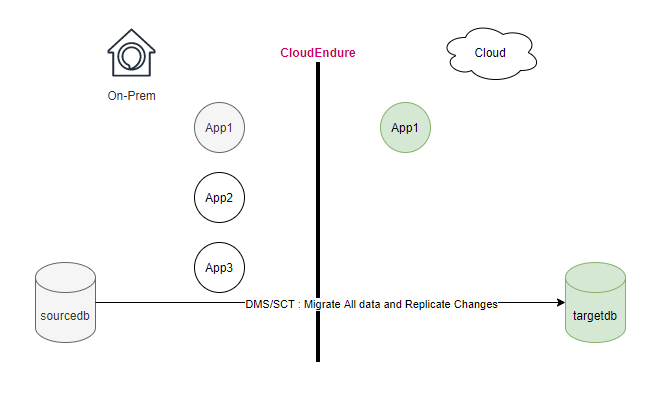 CloudEndure
Cloud
On-Prem
App1
App1
App2
App3
sourcedb
DMS/SCT : Migrate All data and Replicate Changes
targetdb